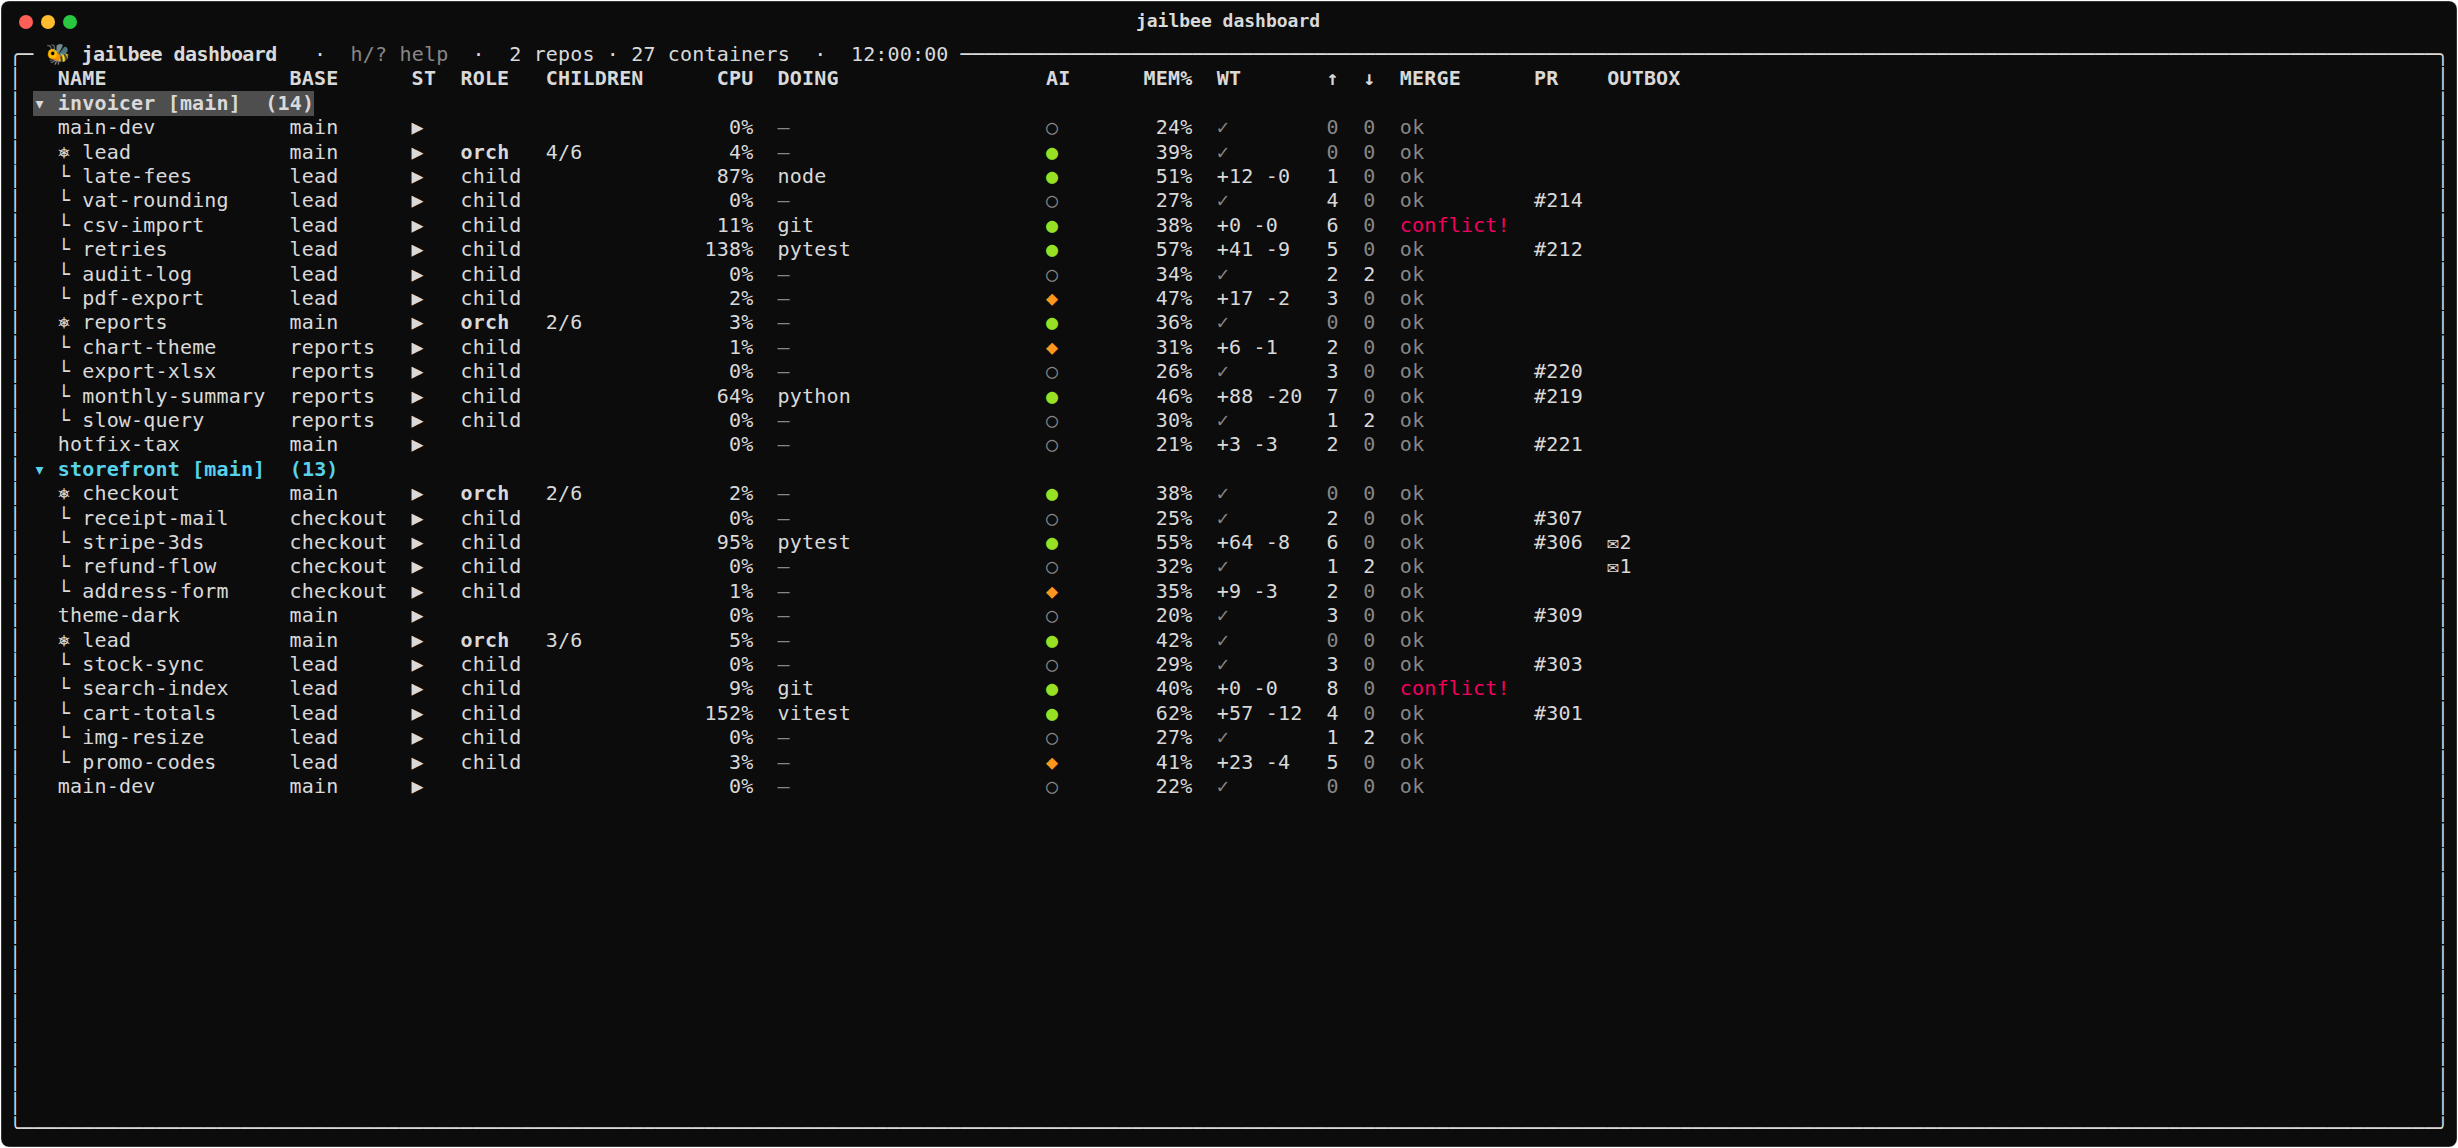 jailbee dashboard
🐝 jailbee dashboard · h/? help · 2 repos · 27 containers · 12:00:00
NAME BASE ST ROLE CHILDREN CPU DOING AI MEM% WT ↑ ↓ MERGE PR OUTBOX
▾ invoicer [main] (14)
main-dev main ▶ 0% — ○ 24% ✓ 0 0 ok
⎈ lead main ▶ orch 4/6 4% — ● 39% ✓ 0 0 ok
└ late-fees lead ▶ child 87% node ● 51% +12 -0 1 0 ok
└ vat-rounding lead ▶ child 0% — ○ 27% ✓ 4 0 ok #214
└ csv-import lead ▶ child 11% git ● 38% +0 -0 6 0 conflict!
└ retries lead ▶ child 138% pytest ● 57% +41 -9 5 0 ok #212
└ audit-log lead ▶ child 0% — ○ 34% ✓ 2 2 ok
└ pdf-export lead ▶ child 2% — ◆ 47% +17 -2 3 0 ok
⎈ reports main ▶ orch 2/6 3% — ● 36% ✓ 0 0 ok
└ chart-theme reports ▶ child 1% — ◆ 31% +6 -1 2 0 ok
└ export-xlsx reports ▶ child 0% — ○ 26% ✓ 3 0 ok #220
└ monthly-summary reports ▶ child 64% python ● 46% +88 -20 7 0 ok #219
└ slow-query reports ▶ child 0% — ○ 30% ✓ 1 2 ok
hotfix-tax main ▶ 0% — ○ 21% +3 -3 2 0 ok #221
▾ storefront [main] (13)
⎈ checkout main ▶ orch 2/6 2% — ● 38% ✓ 0 0 ok
└ receipt-mail checkout ▶ child 0% — ○ 25% ✓ 2 0 ok #307
└ stripe-3ds checkout ▶ child 95% pytest ● 55% +64 -8 6 0 ok #306 ✉2
└ refund-flow checkout ▶ child 0% — ○ 32% ✓ 1 2 ok ✉1
└ address-form checkout ▶ child 1% — ◆ 35% +9 -3 2 0 ok
theme-dark main ▶ 0% — ○ 20% ✓ 3 0 ok #309
⎈ lead main ▶ orch 3/6 5% — ● 42% ✓ 0 0 ok
└ stock-sync lead ▶ child 0% — ○ 29% ✓ 3 0 ok #303
└ search-index lead ▶ child 9% git ● 40% +0 -0 8 0 conflict!
└ cart-totals lead ▶ child 152% vitest ● 62% +57 -12 4 0 ok #301
└ img-resize lead ▶ child 0% — ○ 27% ✓ 1 2 ok
└ promo-codes lead ▶ child 3% — ◆ 41% +23 -4 5 0 ok
main-dev main ▶ 0% — ○ 22% ✓ 0 0 ok